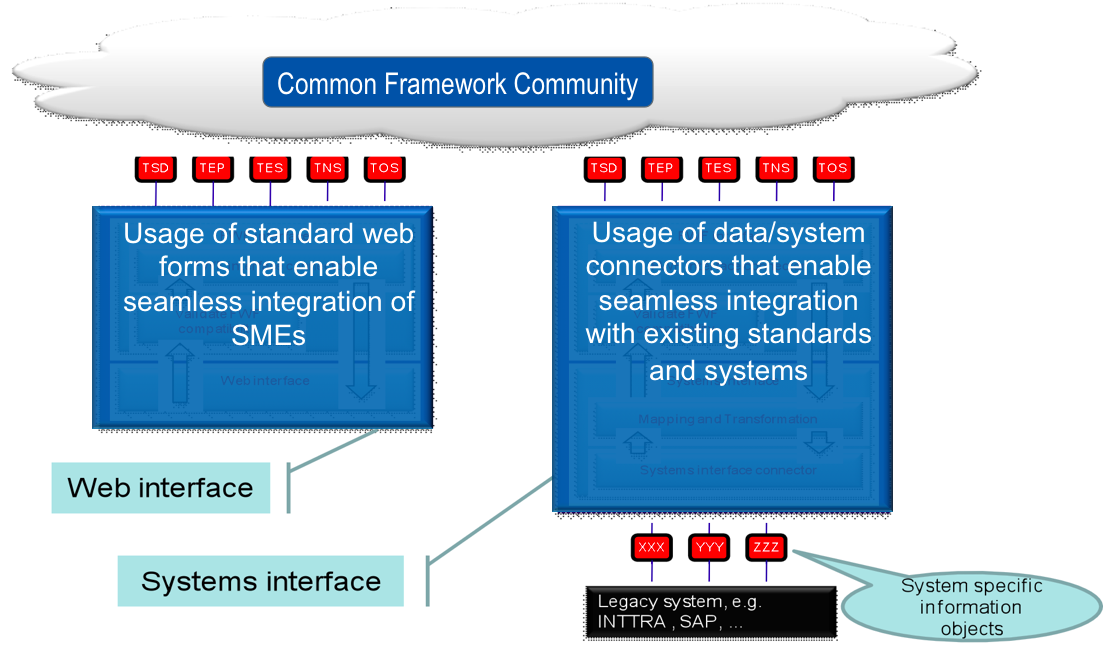 Common Framework Community
TSD TEP TES TNS TOS
TSD TEP TES TNS TOS
Usage of standard web
forms that enable
seamless integration of
SMEs
Web interface
Usage of data/system
connectors that enable
seamless integration
with existing standards
and systems
Mapping and Transformation
Systems interface connector
Web interface
Systems interface
XXX YYY ZZZ
Legacy system, e.g.
INTTRA , SAP, ...
System specific
information
objects